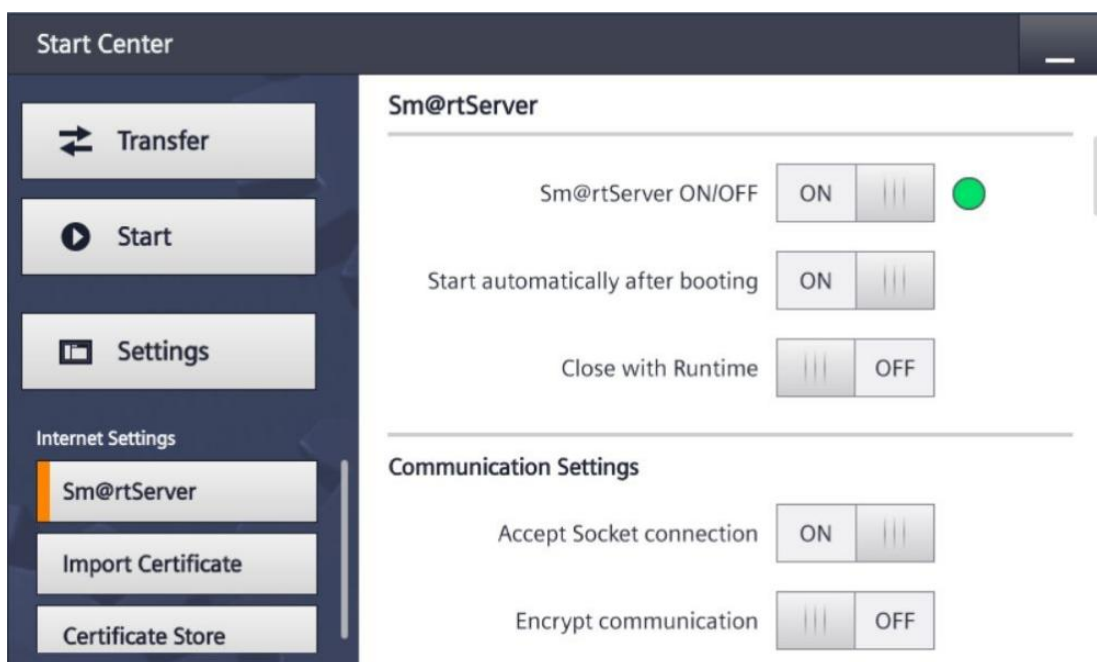 Start Center
Transfer
Start
Settings
Internet Settings
Sm@rtServer
Import Certificate
Certificate Store
Sm@rtServer
Sm@rtServer ON/OFF ON
Start automatically after booting ON
Close with Runtime OFF
Communication Settings
Accept Socket connection ON
Encrypt communication OFF